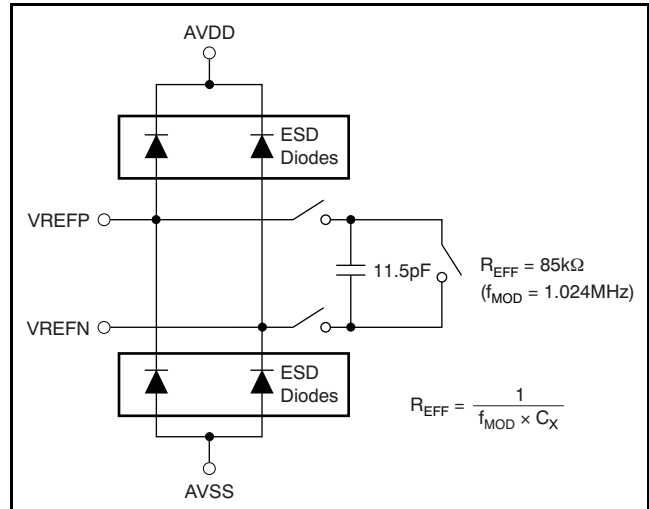 AVDD
ESD
Diodes
VREFP
11.5pF
R_EFF = 85kΩ
(f_MOD = 1.024MHz)
VREFN
ESD
Diodes
R_EFF = 1 / (f_MOD × C_X)
AVSS